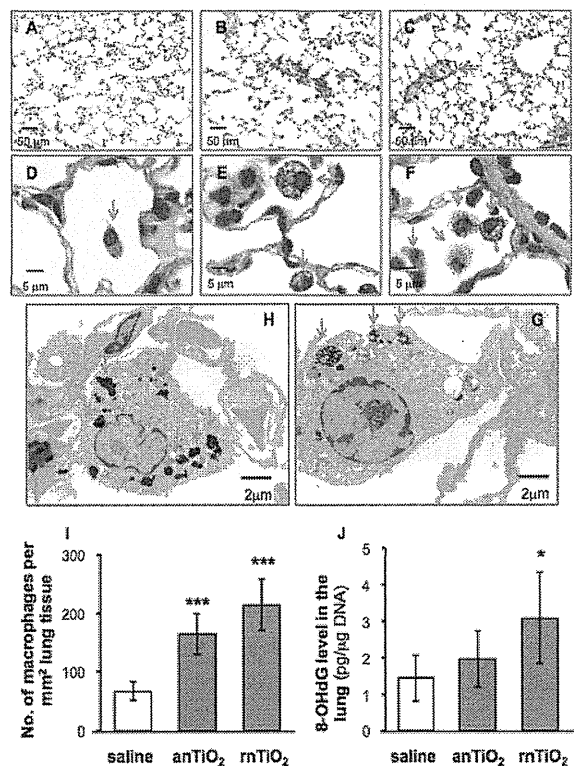 A
B
C
50 µm
50 µm
50 µm
D
E
F
5 µm
5 µm
5 µm
H
G
2µm
2µm
I
J
No. of macrophages per
mm² lung tissue
300
200
100
0
***
***
saline
anTiO₂
rnTiO₂
8-OHdG level in the
lung (pg/µg DNA)
5
4
3
2
1
0
*
saline
anTiO₂
rnTiO₂